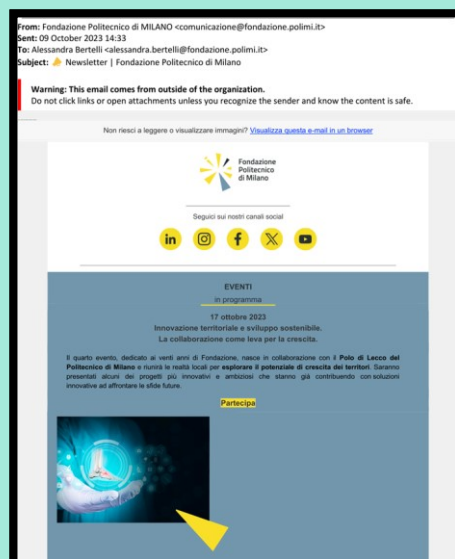 From: Fondazione Politecnico di MILANO <comunicazione@fondazione.polimi.it>
Sent: 09 October 2023 14:33
To: Alessandra Bertelli <alessandra.bertelli@fondazione.polimi.it>
Subject: Newsletter | Fondazione Politecnico di Milano
Warning: This email comes from outside of the organization.
Do not click links or open attachments unless you recognize the sender and know the content is safe.
Non riesci a leggere o visualizzare immagini? Visualizza questa e-mail in un browser
Fondazione
Politecnico
di Milano
Seguici sui nostri canali social
in
EVENTI
in programma
17 ottobre 2023
Innovazione territoriale e sviluppo sostenibile.
La collaborazione come leva per la crescita.
Il quarto evento, dedicato ai venti anni di Fondazione, nasce in collaborazione con il Polo di Lecco del
Politecnico di Milano e riunirà le realtà locali per esplorare il potenziale di crescita dei territori. Saranno
presentati alcuni dei progetti più innovativi e ambiziosi che stanno già contribuendo con soluzioni
innovative ad affrontare le sfide future.
Partecipa